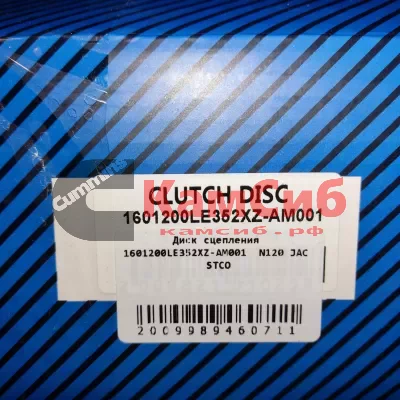 CLUTCH DISC
1601200LE352XZ-AM001
cummins
КамСиб
камсиб.рф
Диск сцепления
1601200LE352XZ-AM001 N120 JAC
STCO
2009989460711